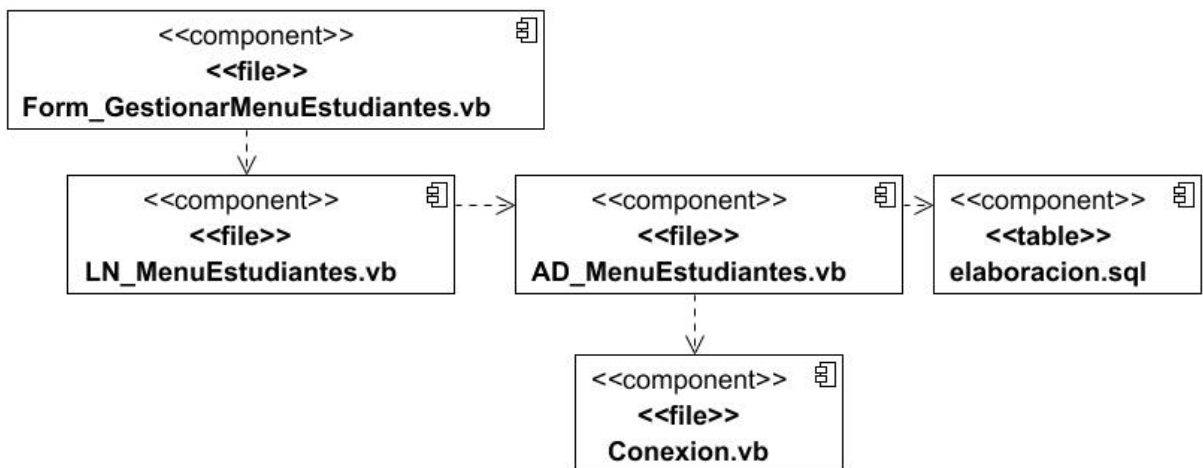 <<component>>
<<file>>
Form_GestionarMenuEstudiantes.vb
<<component>>
<<file>>
LN_MenuEstudiantes.vb
<<component>>
<<file>>
AD_MenuEstudiantes.vb
<<component>>
<<table>>
elaboracion.sql
<<component>>
<<file>>
Conexion.vb